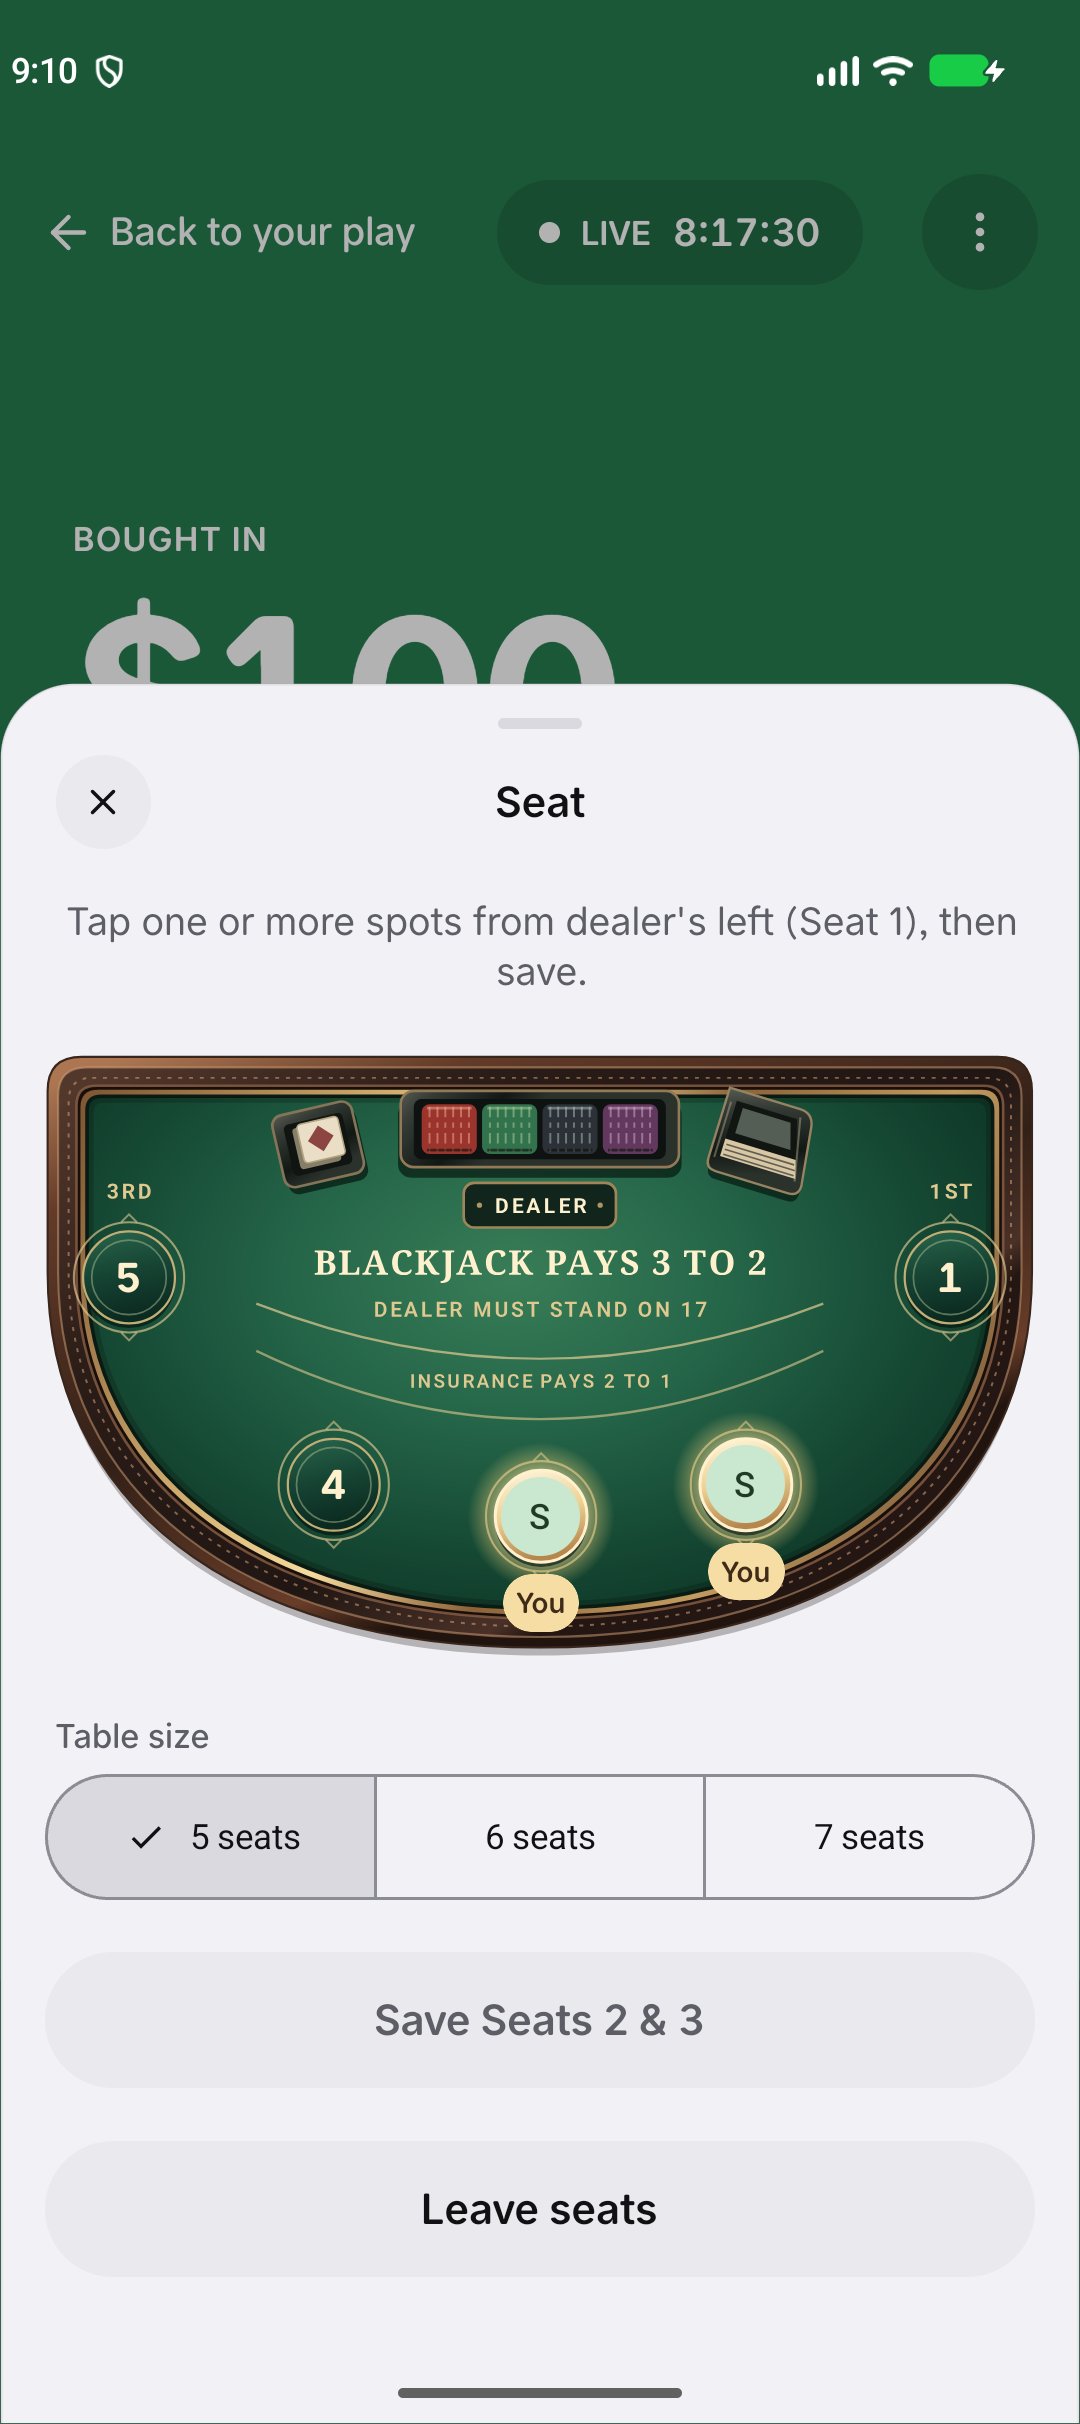 9:10
Back to your play
LIVE 8:17:30
BOUGHT IN
$100
Seat
Tap one or more spots from dealer's left (Seat 1), then
save.
DEALER
3RD
1ST
BLACKJACK PAYS 3 TO 2
5
1
DEALER MUST STAND ON 17
INSURANCE PAYS 2 TO 1
4
S
S
You
You
Table size
5 seats
6 seats
7 seats
Save Seats 2 & 3
Leave seats